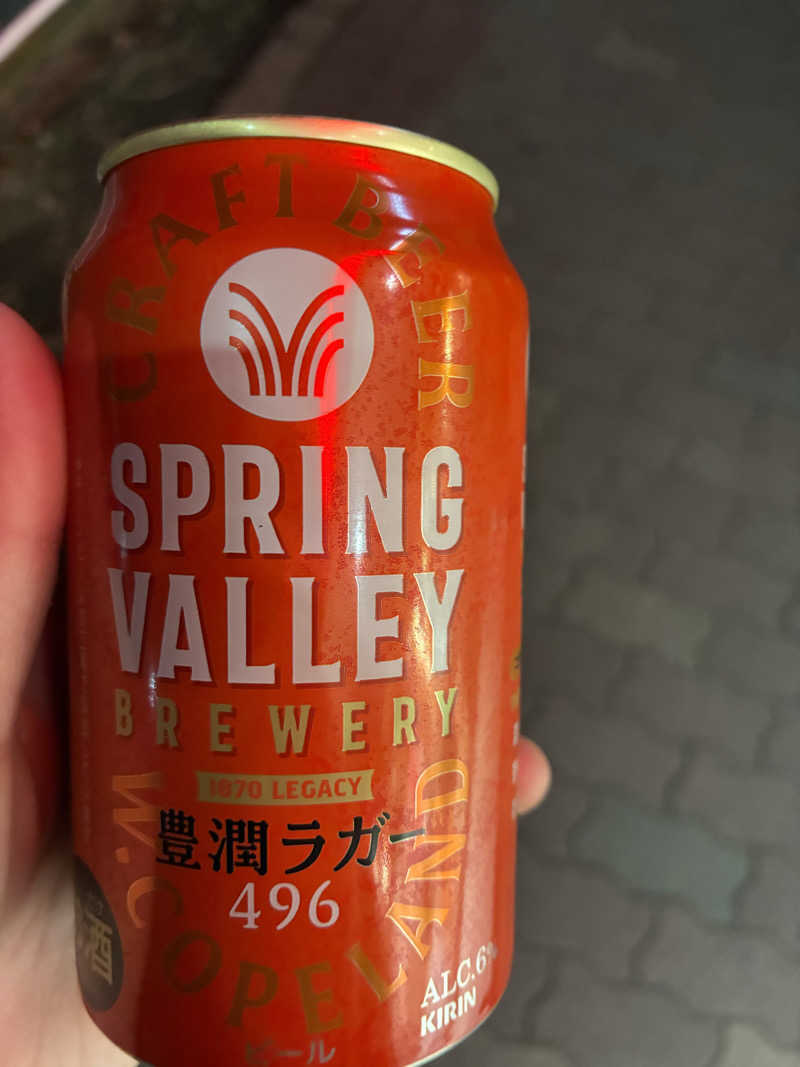 CRAFT BEER
SPRING
VALLEY
BREWERY
1870 LEGACY
豊潤ラガー
496
W.COPELAND
酒
ALC.6%
KIRIN
ビール